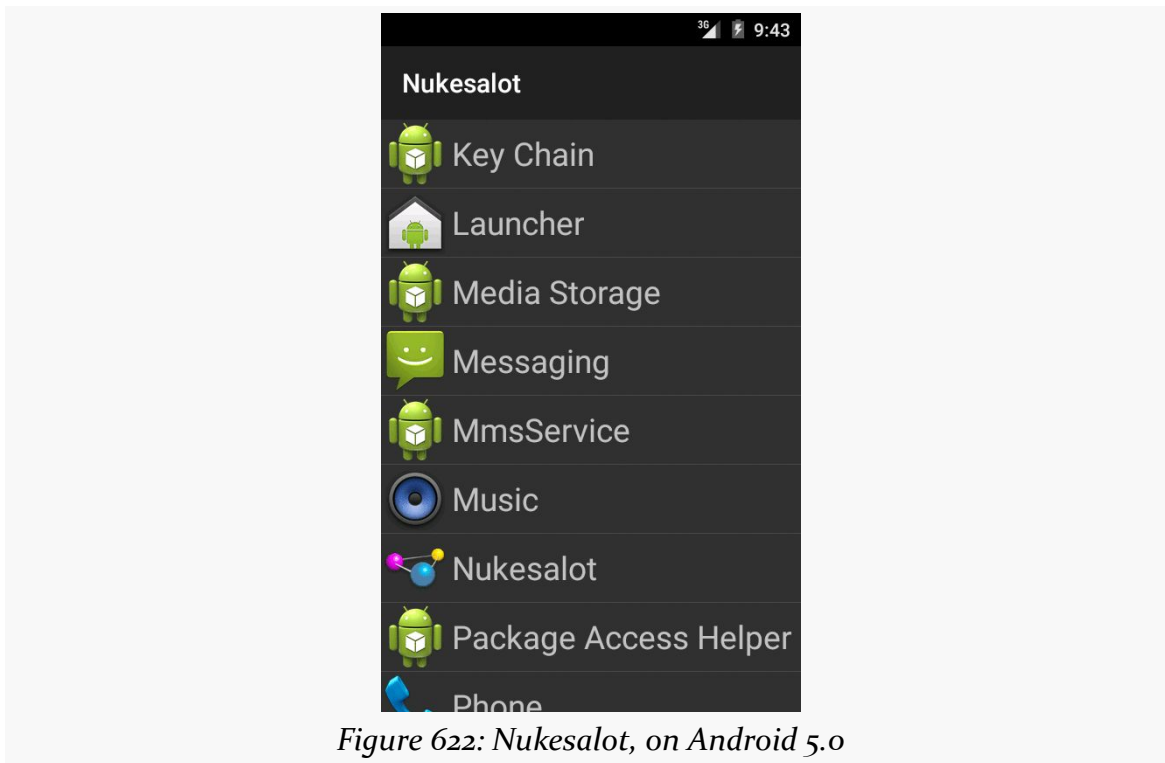 3G 9:43
Nukesalot
Key Chain
Launcher
Media Storage
Messaging
MmsService
Music
Nukesalot
Package Access Helper
Phone
Figure 622: Nukesalot, on Android 5.0